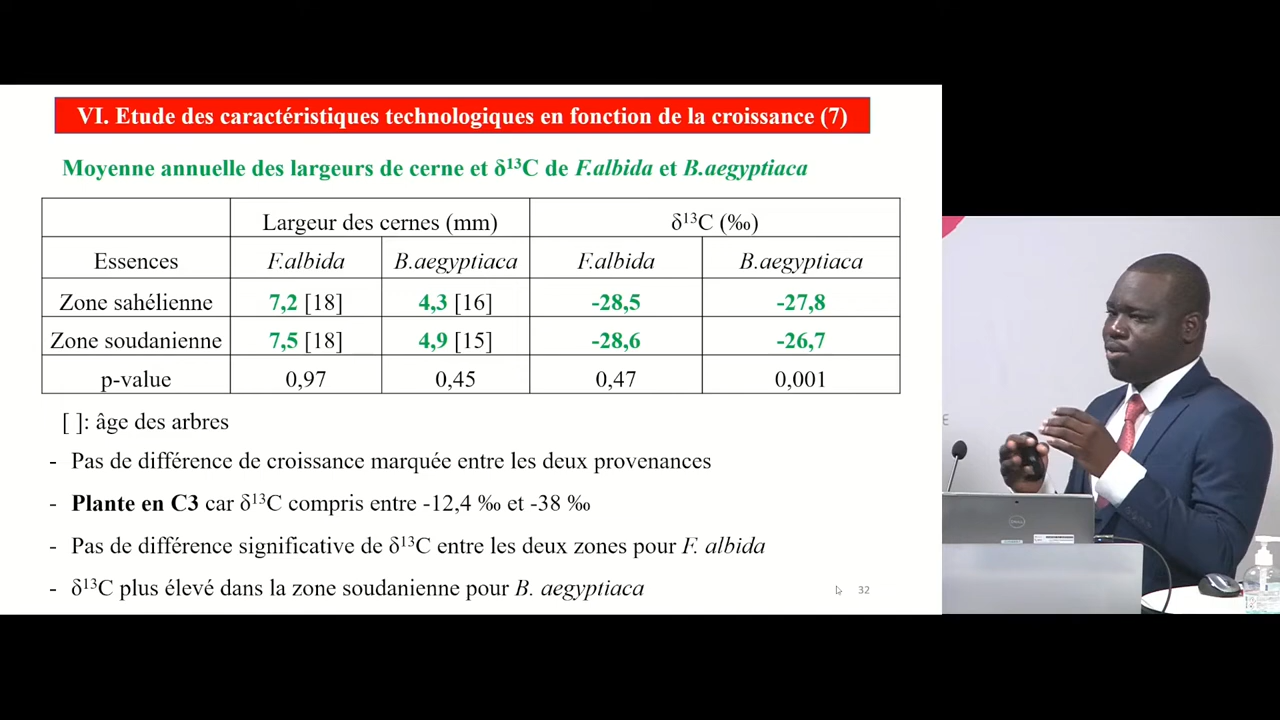 VI. Etude des caractéristiques technologiques en fonction de la croissance (7)
Moyenne annuelle des largeurs de cerne et δ¹³C de F.albida et B.aegyptiaca
Largeur des cernes (mm) δ¹³C (‰)
Essences F.albida B.aegyptiaca F.albida B.aegyptiaca
Zone sahélienne 7,2 [18] 4,3 [16] -28,5 -27,8
Zone soudanienne 7,5 [18] 4,9 [15] -28,6 -26,7
p-value 0,97 0,45 0,47 0,001
[ ]: âge des arbres
- Pas de différence de croissance marquée entre les deux provenances
- Plante en C3 car δ¹³C compris entre -12,4 ‰ et -38 ‰
- Pas de différence significative de δ¹³C entre les deux zones pour F. albida
- δ¹³C plus élevé dans la zone soudanienne pour B. aegyptiaca
32
DELL